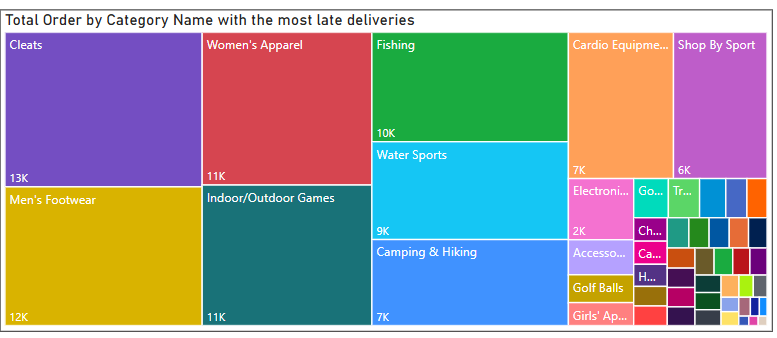 Total Order by Category Name with the most late deliveries
Cleats
13K
Men's Footwear
12K
Women's Apparel
11K
Indoor/Outdoor Games
11K
Fishing
10K
Water Sports
9K
Camping & Hiking
7K
Cardio Equipme...
7K
Shop By Sport
6K
Electroni...
2K
Accesso...
Golf Balls
Girls' Ap...
Go...
Ch...
Ca...
H...
Tr...